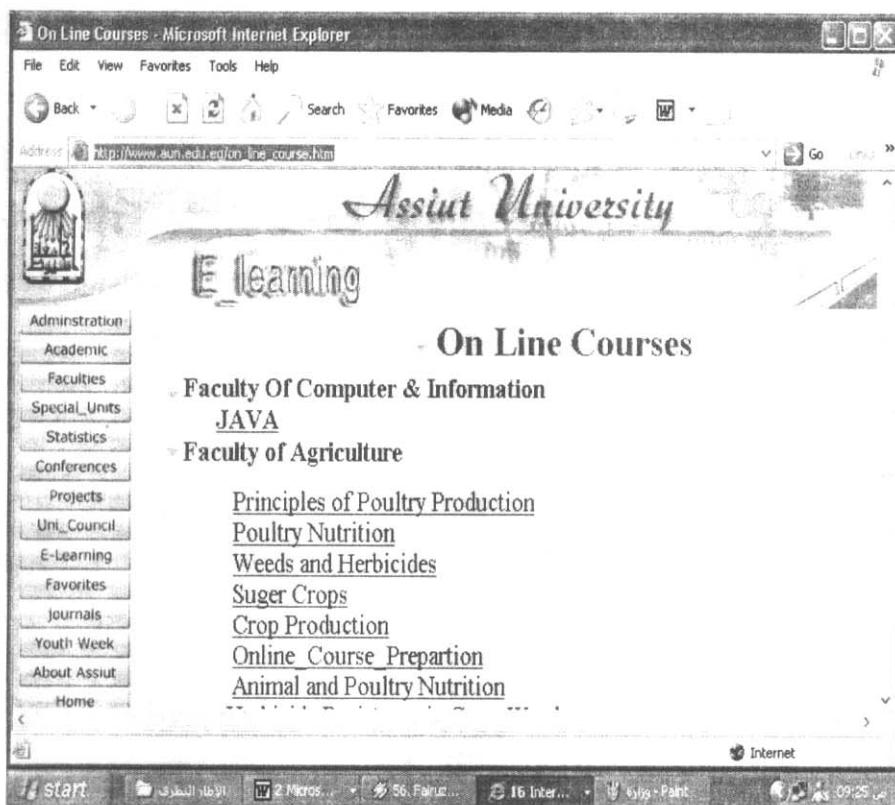 On Line Courses - Microsoft Internet Explorer
File Edit View Favorites Tools Help
Back Search Favorites Media
Address http://www.aun.edu.eg/on_line_course.htm Go
Assiut University
E_learning
Adminstration
Academic
Faculties
Special_Units
Statistics
Conferences
Projects
Uni_Council
E-Learning
Favorites
Journals
Youth Week
About Assiut
Home
On Line Courses
Faculty Of Computer & Information
JAVA
Faculty of Agriculture
Principles of Poultry Production
Poultry Nutrition
Weeds and Herbicides
Suger Crops
Crop Production
Online_Course_Prepartion
Animal and Poultry Nutrition
Internet
start الإطار النظرى 2 Micros... 56. Fairuz... 16 Inter... وزارة - Paint 09:25 ص